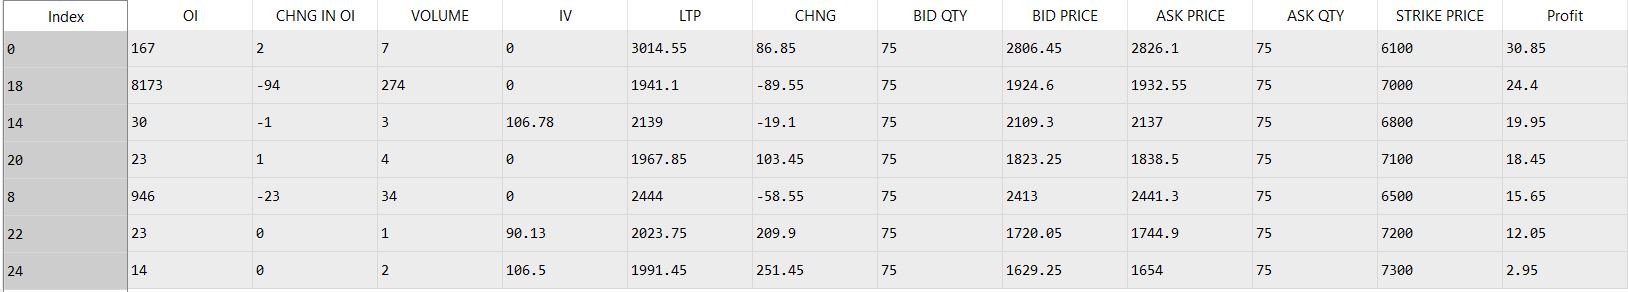 Index OI CHNG IN OI VOLUME IV LTP CHNG BID QTY BID PRICE ASK PRICE ASK QTY STRIKE PRICE Profit
0 167 2 7 0 3014.55 86.85 75 2806.45 2826.1 75 6100 30.85
18 8173 -94 274 0 1941.1 -89.55 75 1924.6 1932.55 75 7000 24.4
14 30 -1 3 106.78 2139 -19.1 75 2109.3 2137 75 6800 19.95
20 23 1 4 0 1967.85 103.45 75 1823.25 1838.5 75 7100 18.45
8 946 -23 34 0 2444 -58.55 75 2413 2441.3 75 6500 15.65
22 23 0 1 90.13 2023.75 209.9 75 1720.05 1744.9 75 7200 12.05
24 14 0 2 106.5 1991.45 251.45 75 1629.25 1654 75 7300 2.95